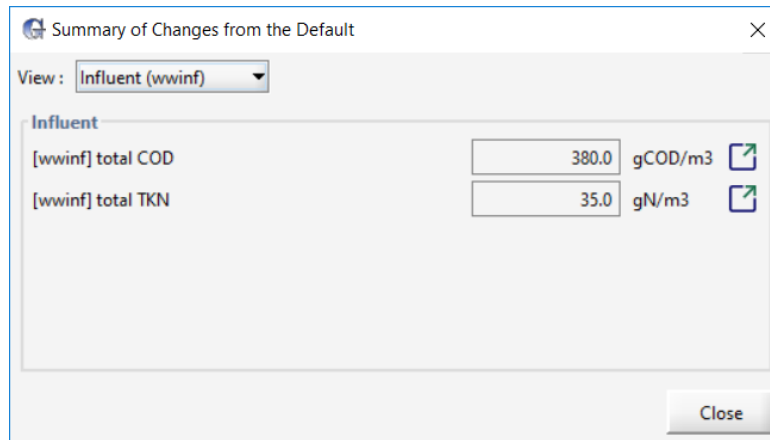 Summary of Changes from the Default
View : Influent (wwinf)
Influent
[wwinf] total COD 380.0 gCOD/m3
[wwinf] total TKN 35.0 gN/m3
Close